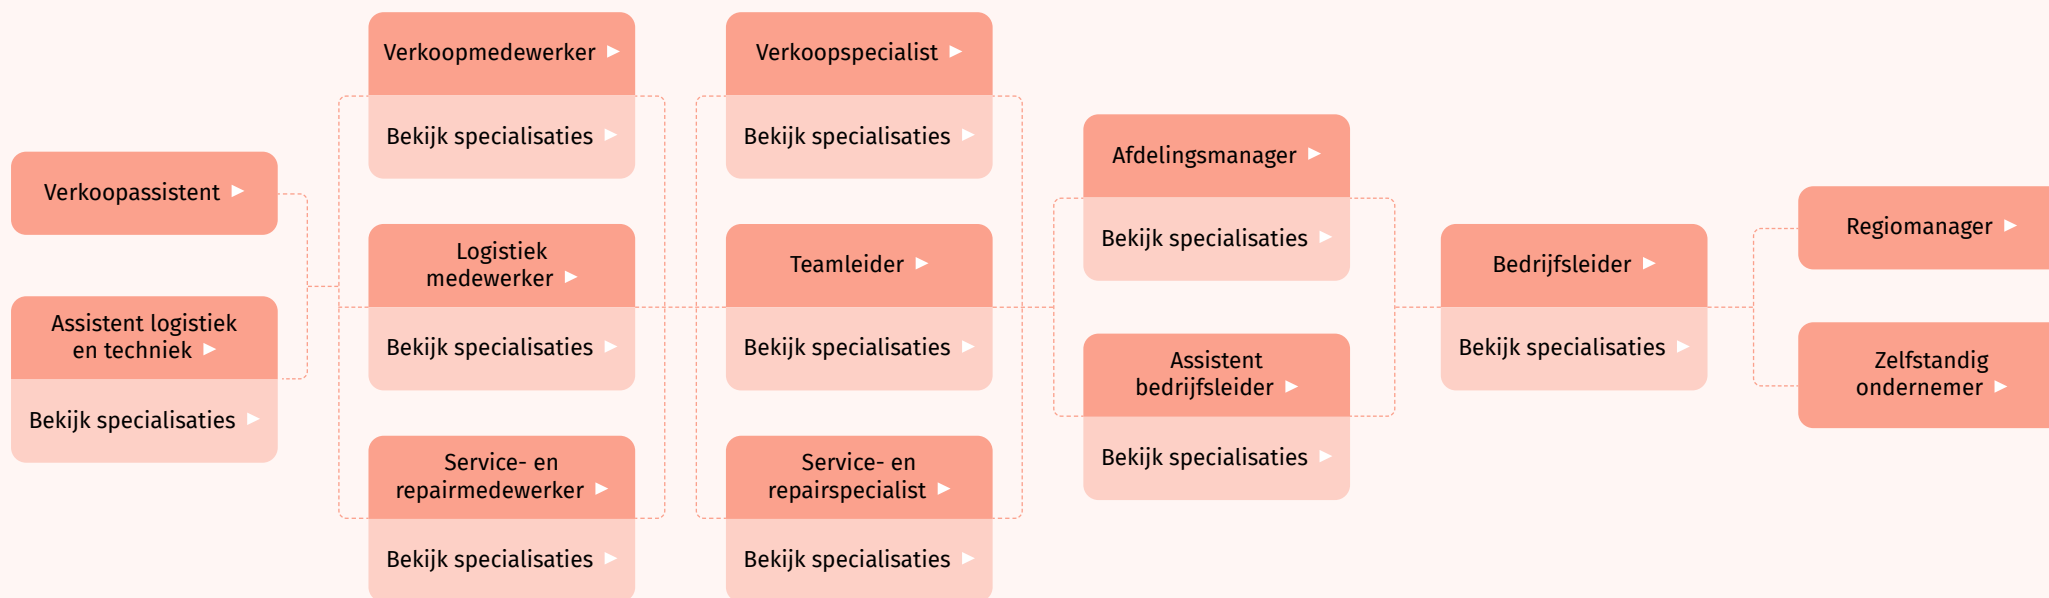 Verkoopassistent
Assistent logistiek
en techniek
Bekijk specialisaties
Verkoopmedewerker
Bekijk specialisaties
Logistiek
medewerker
Bekijk specialisaties
Service- en
repairmedewerker
Bekijk specialisaties
Verkoopspecialist
Bekijk specialisaties
Teamleider
Bekijk specialisaties
Service- en
repairspecialist
Bekijk specialisaties
Afdelingsmanager
Bekijk specialisaties
Assistent
bedrijfsleider
Bekijk specialisaties
Bedrijfsleider
Bekijk specialisaties
Regiomanager
Zelfstandig
ondernemer